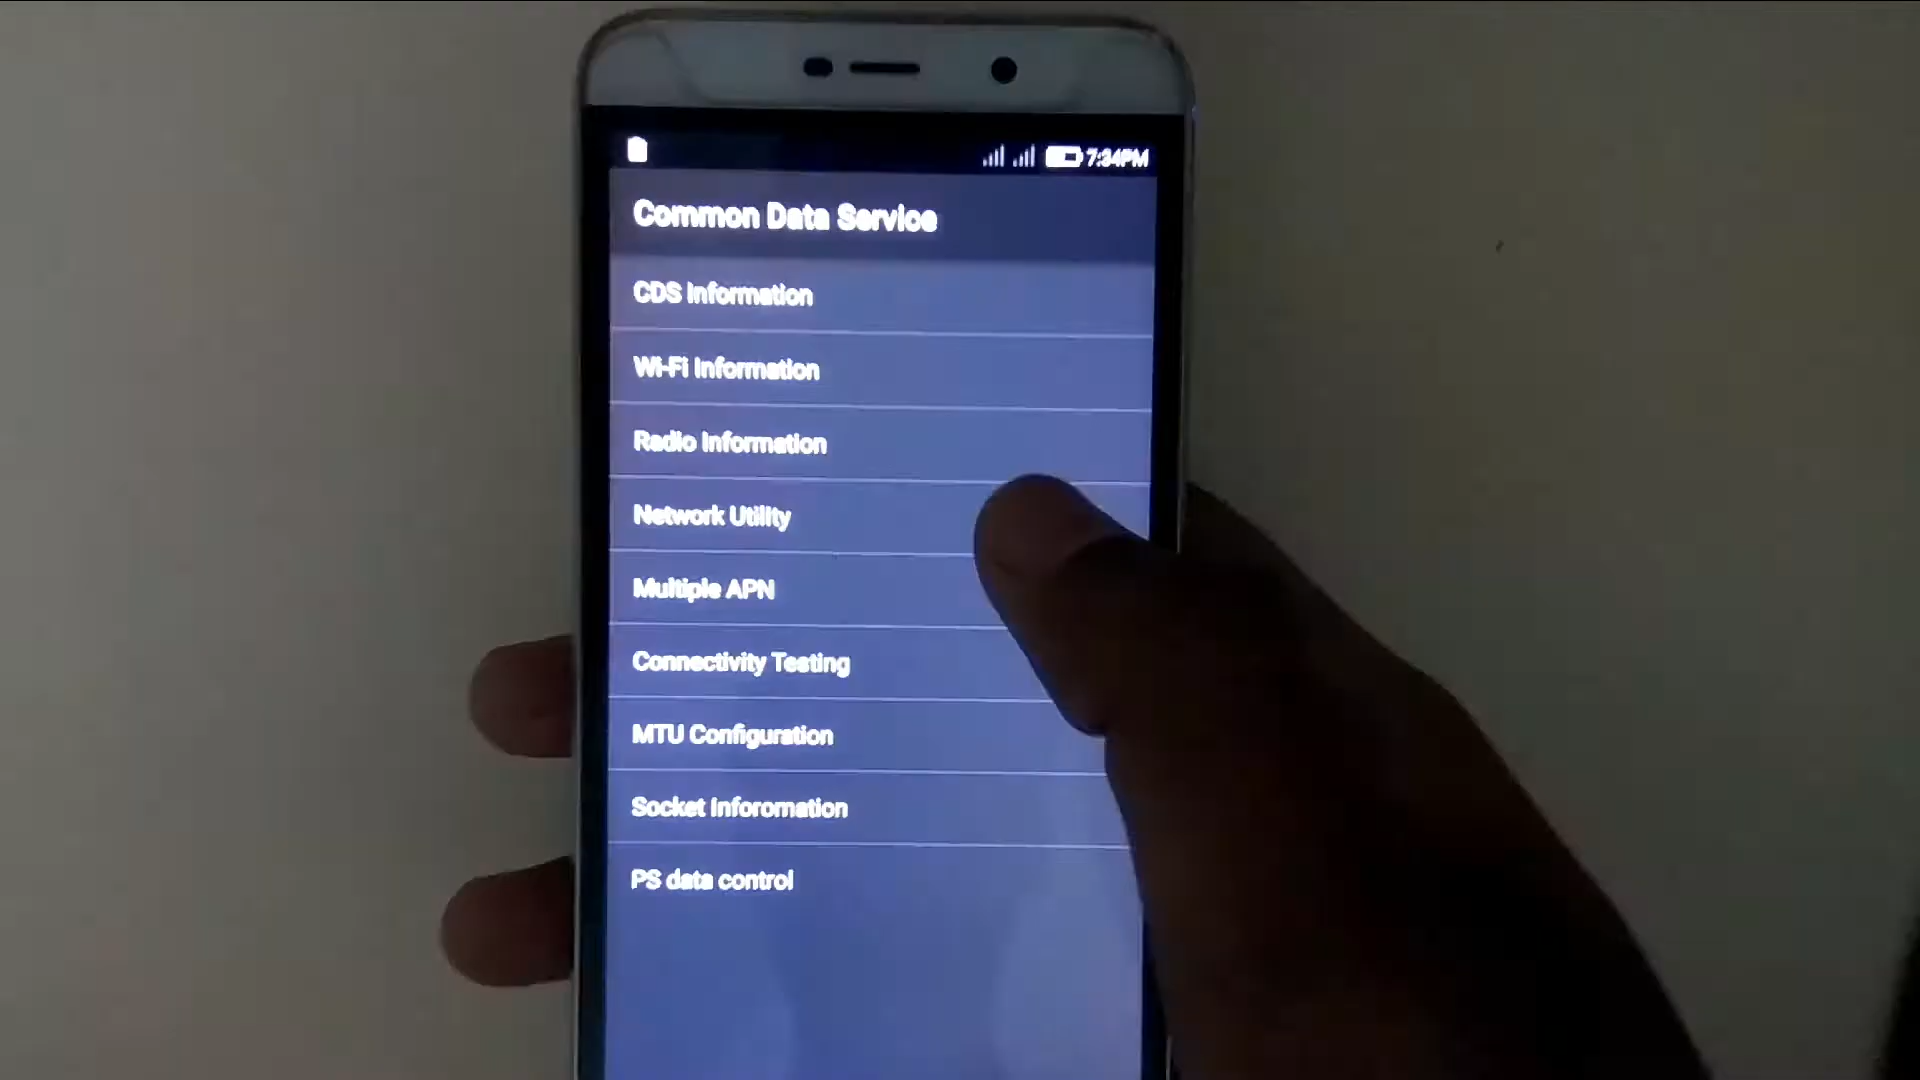 7:34PM
Common Data Service
CDS Information
Wi-Fi Information
Radio Information
Network Utility
Multiple APN
Connectivity Testing
MTU Configuration
Socket Inforomation
PS data control